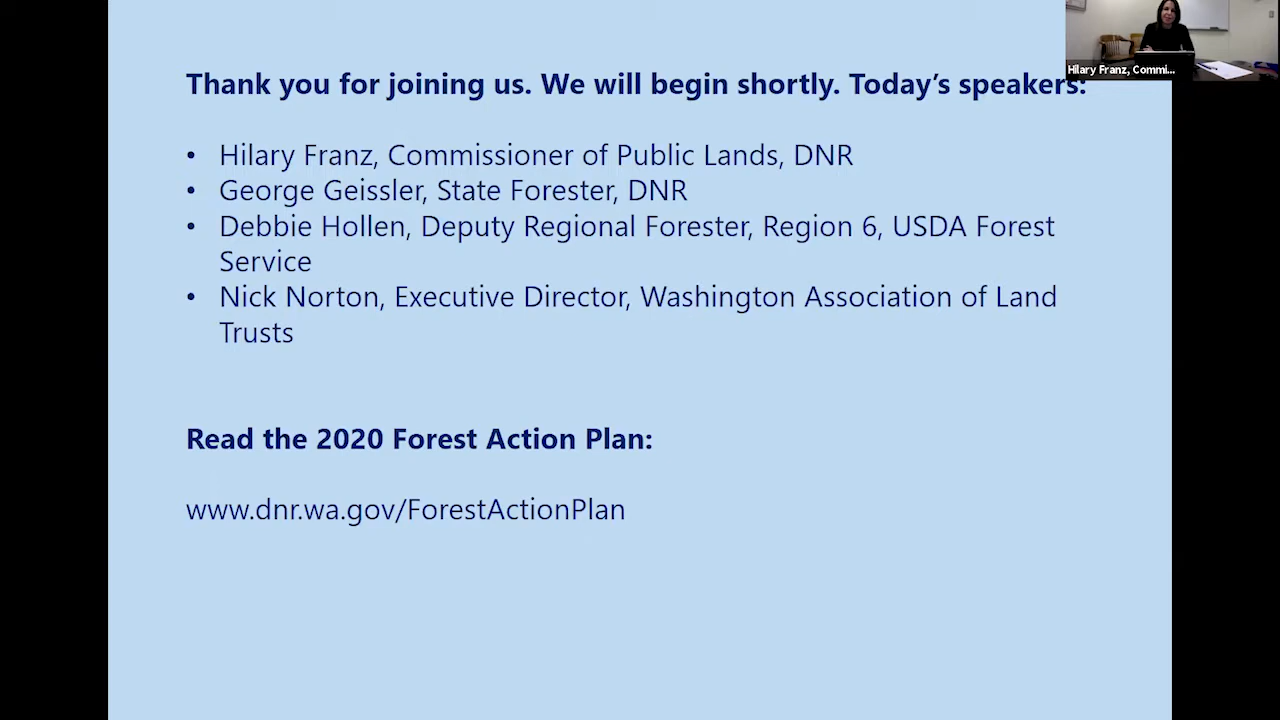 Thank you for joining us. We will begin shortly. Today's speakers:
Hilary Franz, Commi...
• Hilary Franz, Commissioner of Public Lands, DNR
• George Geissler, State Forester, DNR
• Debbie Hollen, Deputy Regional Forester, Region 6, USDA Forest
Service
• Nick Norton, Executive Director, Washington Association of Land
Trusts
Read the 2020 Forest Action Plan:
www.dnr.wa.gov/ForestActionPlan